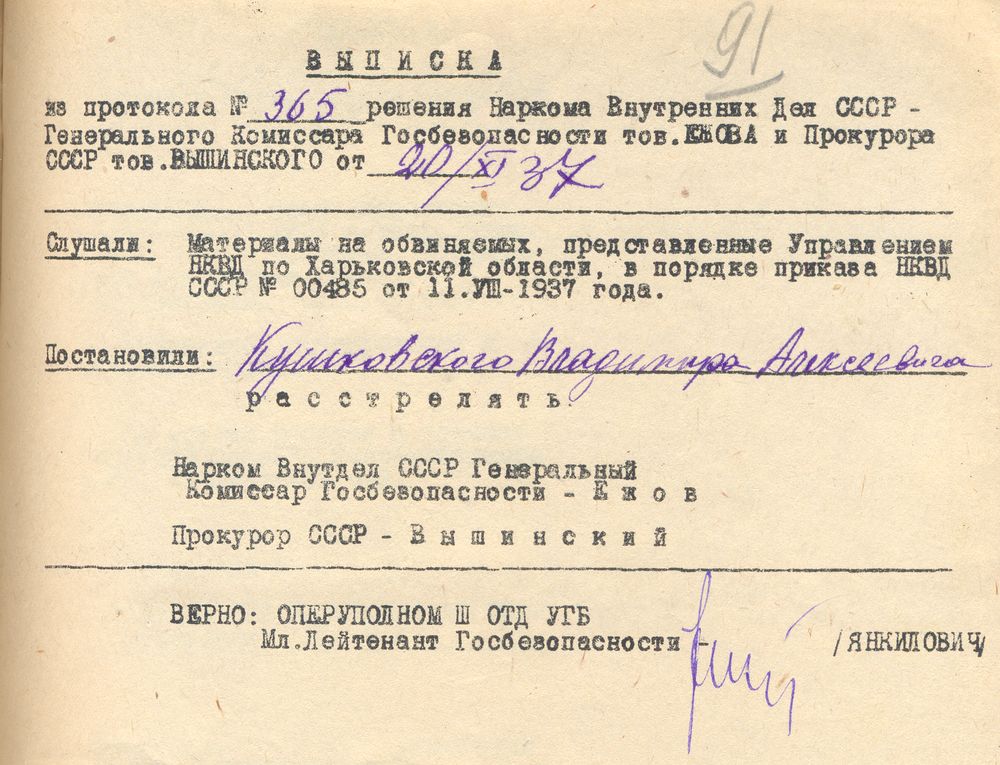 91
ВЫПИСКА
из протокола № 365 решения Наркома Внутренних Дел СССР -
Генерального Комиссара Госбезопасности тов.ЕЖОВА и Прокурора
СССР тов.ВЫШИНСКОГО от 20/XI 37
Слушали: Материалы на обвиняемых, представленные Управлением
НКВД по Харьковской области, в порядке приказа НКВД
СССР № 00485 от 11.УШ-1937 года.
Постановили: Кушковского Владимира Алексеевича
расстрелять
Нарком Внутдел СССР Генеральный
Комиссар Госбезопасности - Ежов
Прокурор СССР - Вышинский
ВЕРНО: ОПЕРУПОЛНОМ Ш ОТД УГБ
Мл.Лейтенант Госбезопасности - /ЯНКИЛОВИЧ/